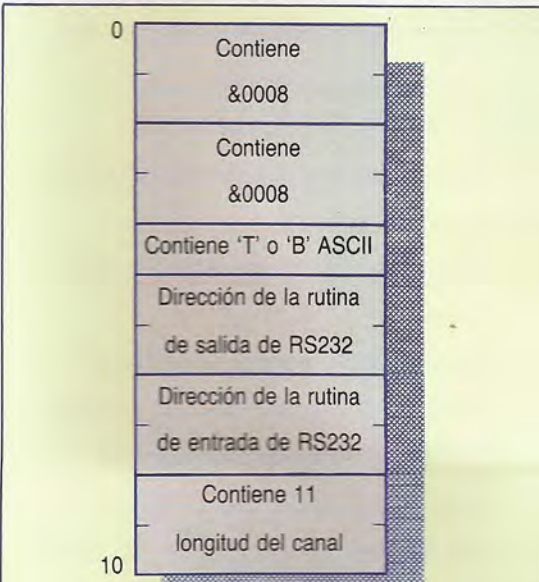 0
Contiene
&0008
Contiene
&0008
Contiene ‘T’ o ‘B’ ASCII
Dirección de la rutina
de salida de RS232
Dirección de la rutina
de entrada de RS232
Contiene 11
longitud del canal
10